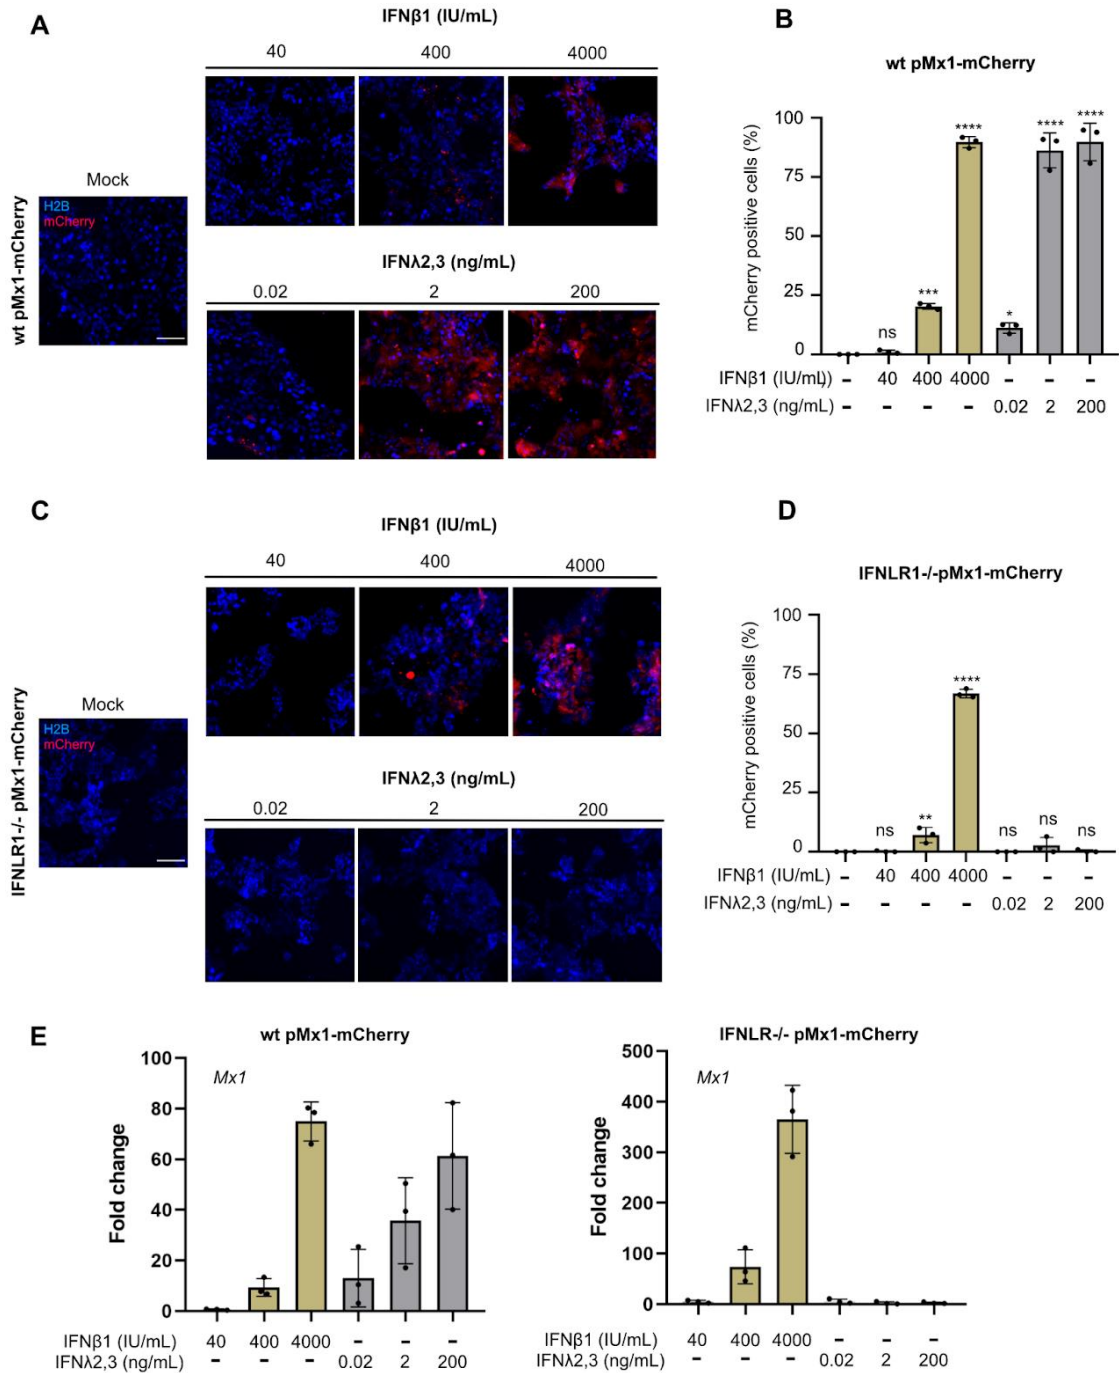 A
IFNβ1 (IU/mL)
40 400 4000
wt pMx1-mCherry
Mock
H2B
mCherry
IFNλ2,3 (ng/mL)
0.02 2 200
B
wt pMx1-mCherry
mCherry positive cells (%)
100
75
50
25
0
ns *** **** * **** ****
IFNβ1 (IU/mL)) - 40 400 4000 - - -
IFNλ2,3 (ng/mL) - - - - 0.02 2 200
C
IFNβ1 (IU/mL)
40 400 4000
IFNLR1-/- pMx1-mCherry
Mock
H2B
mCherry
IFNλ2,3 (ng/mL)
0.02 2 200
D
IFNLR1-/-pMx1-mCherry
mCherry positive cells (%)
100
75
50
25
0
ns ** **** ns ns ns
IFNβ1 (IU/mL) - 40 400 4000 - - -
IFNλ2,3 (ng/mL) - - - - 0.02 2 200
E
wt pMx1-mCherry
Mx1
Fold change
100
80
60
40
20
0
IFNβ1 (IU/mL) 40 400 4000 - - -
IFNλ2,3 (ng/mL) - - - 0.02 2 200
IFNLR-/- pMx1-mCherry
Mx1
Fold change
500
400
300
200
100
0
IFNβ1 (IU/mL) 40 400 4000 - - -
IFNλ2,3 (ng/mL) - - - 0.02 2 200